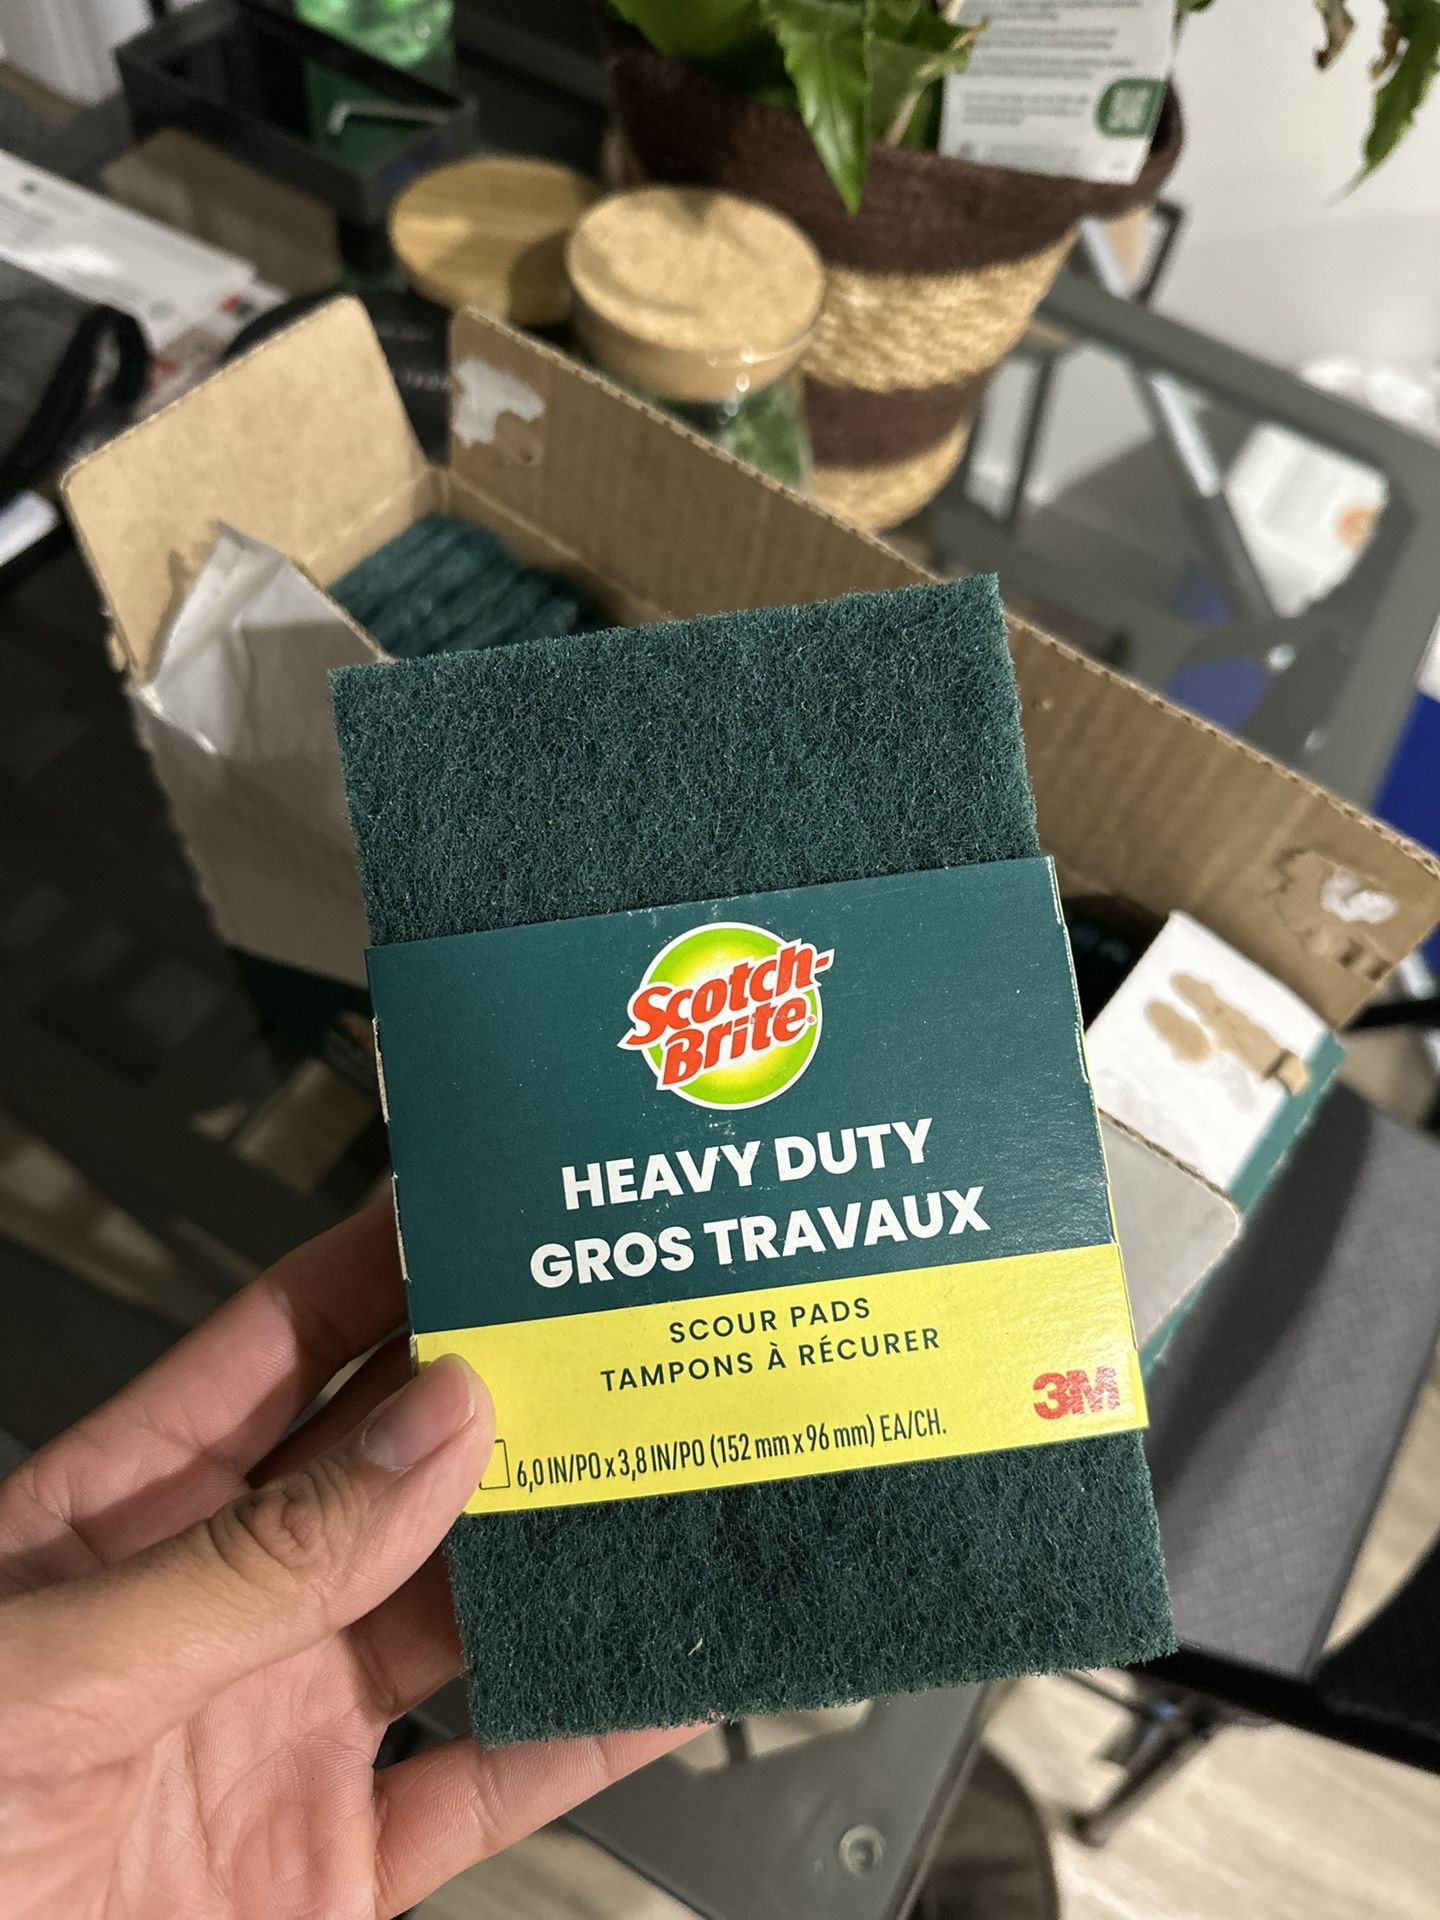 Scotch-
Brite®
HEAVY DUTY
GROS TRAVAUX
SCOUR PADS
TAMPONS À RÉCURER
3M
6,0 IN/PO x 3,8 IN/PO (152 mm x 96 mm) EA/CH.